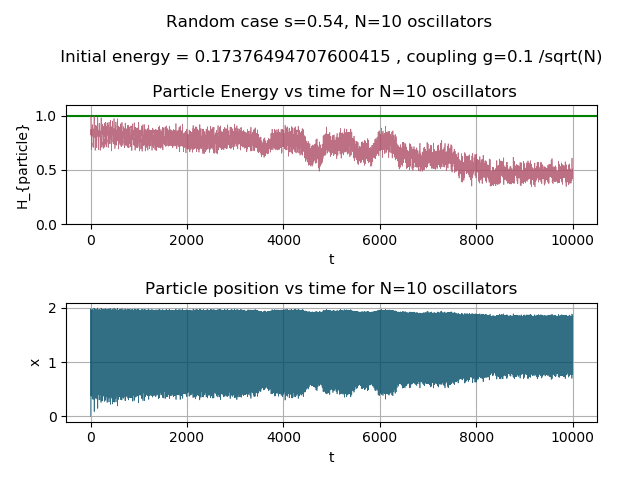 Random case s=0.54, N=10 oscillators
Initial energy = 0.17376494707600415 , coupling g=0.1 /sqrt(N)
Particle Energy vs time for N=10 oscillators
H_{particle}
1.0
0.5
0.0
0 2000 4000 6000 8000 10000
t
Particle position vs time for N=10 oscillators
x
2
1
0
0 2000 4000 6000 8000 10000
t